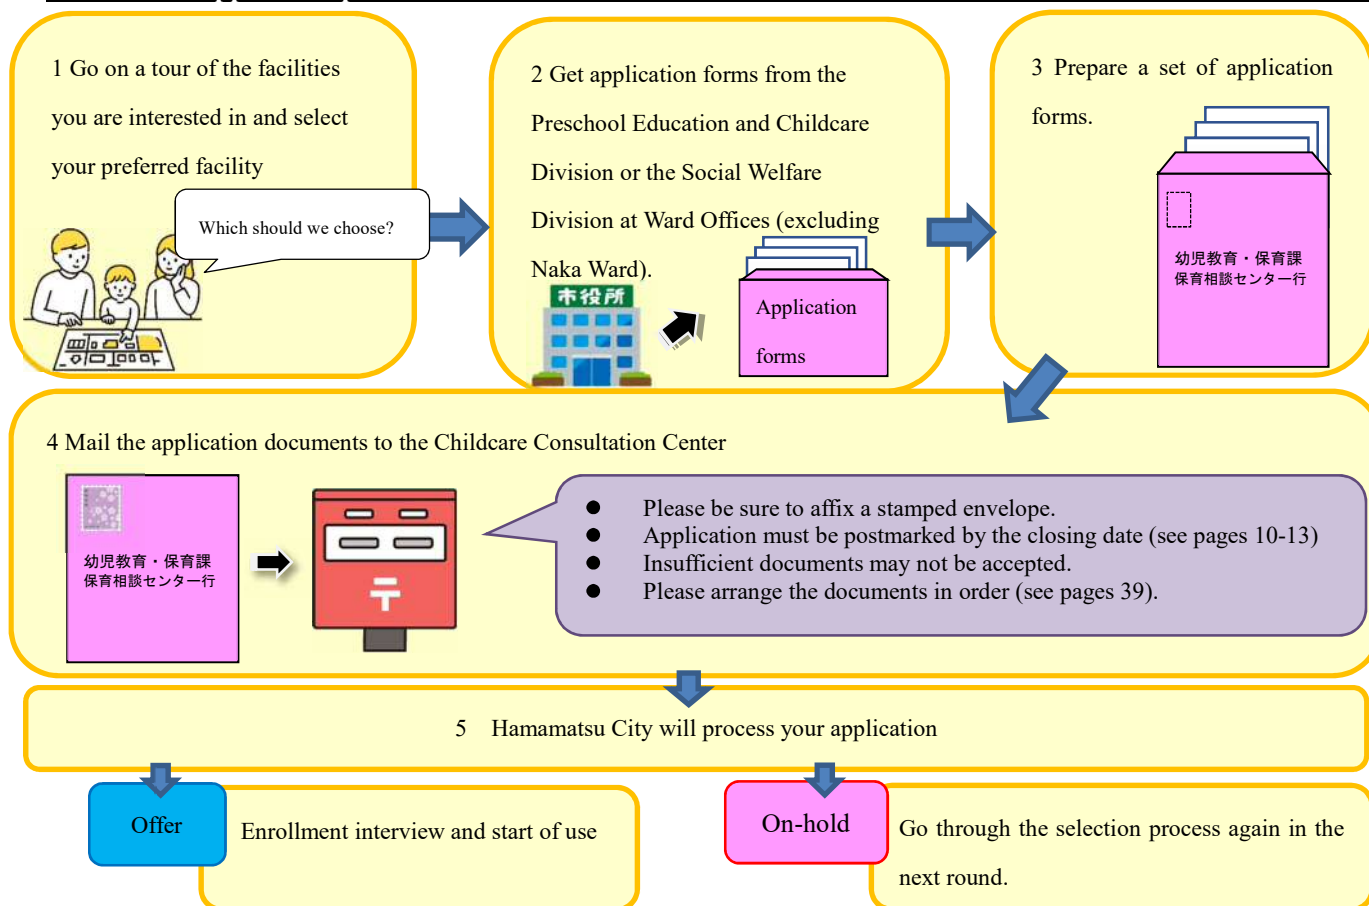 1 Go on a tour of the facilities
you are interested in and select
your preferred facility
Which should we choose?
2 Get application forms from the
Preschool Education and Childcare
Division or the Social Welfare
Division at Ward Offices (excluding
Naka Ward).
市役所
Application
forms
3 Prepare a set of application
forms.
幼児教育・保育課
保育相談センター行
4 Mail the application documents to the Childcare Consultation Center
幼児教育・保育課
保育相談センター行
● Please be sure to affix a stamped envelope.
● Application must be postmarked by the closing date (see pages 10-13)
● Insufficient documents may not be accepted.
● Please arrange the documents in order (see pages 39).
5 Hamamatsu City will process your application
Offer
Enrollment interview and start of use
On-hold
Go through the selection process again in the
next round.